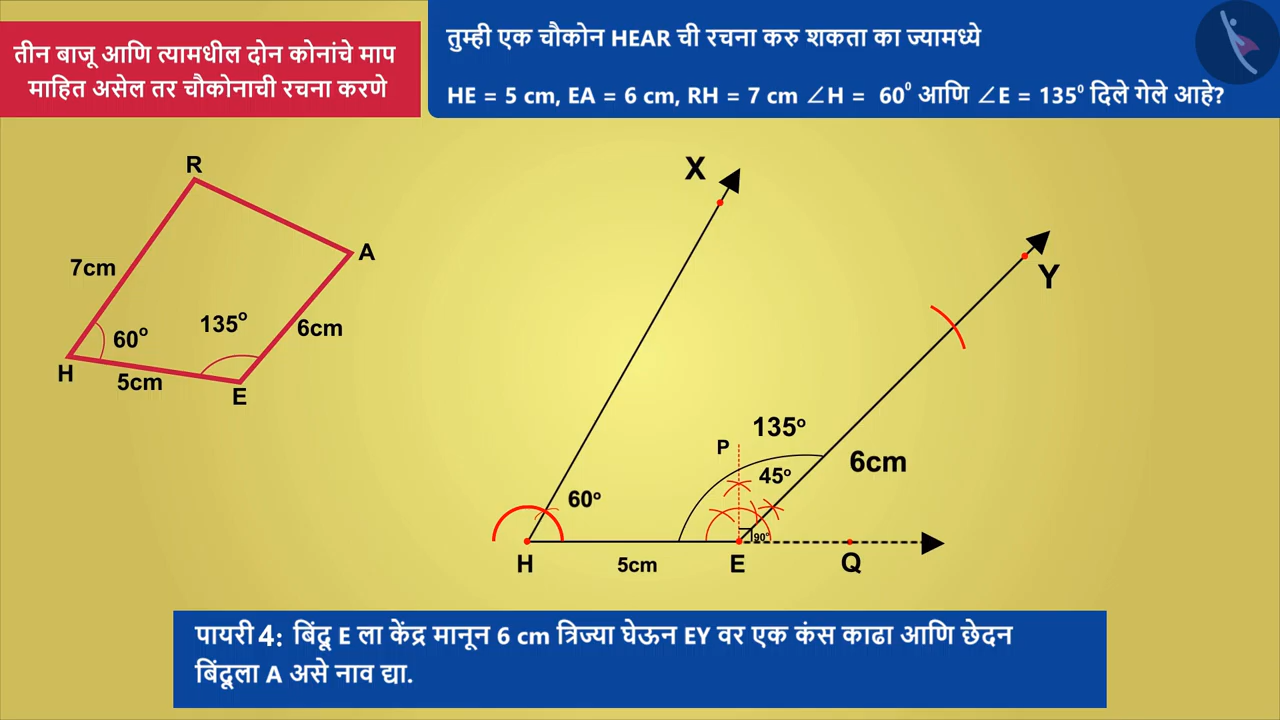 तीन बाजू आणि त्यामधील दोन कोनांचे माप
माहित असेल तर चौकोनाची रचना करणे
तुम्ही एक चौकोन HEAR ची रचना करु शकता का ज्यामध्ये
HE = 5 cm, EA = 6 cm, RH = 7 cm ∠H = 60⁰ आणि ∠E = 135⁰ दिले गेले आहे?
R
A
7cm
135°
6cm
60°
H
5cm
E
X
Y
P
135°
45°
6cm
60°
90°
H
5cm
E
Q
पायरी 4: बिंदू E ला केंद्र मानून 6 cm त्रिज्या घेऊन EY वर एक कंस काढा आणि छेदन
बिंदूला A असे नाव द्या.